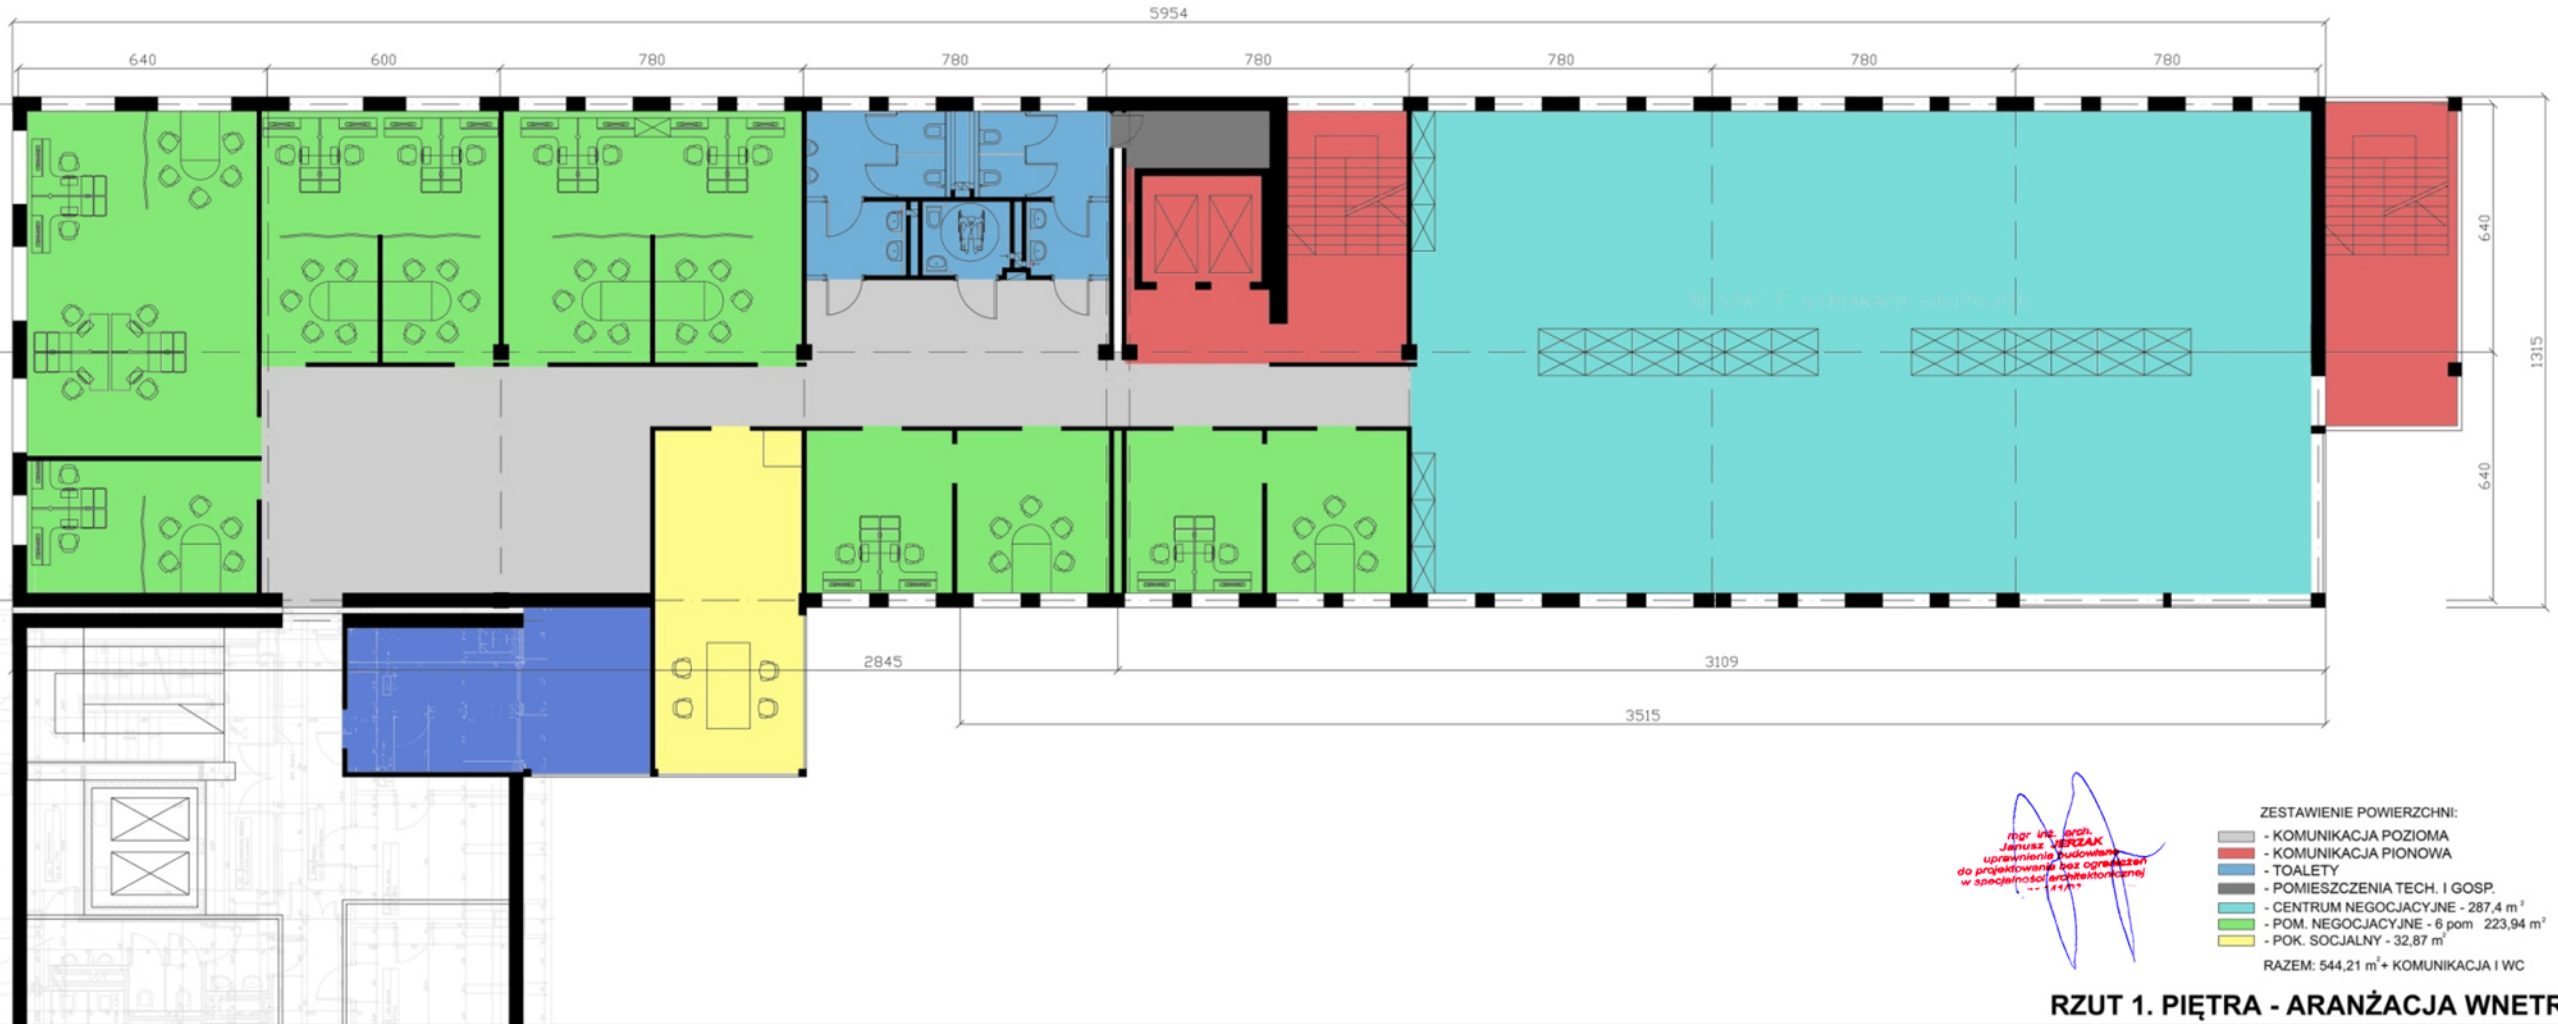 5954
640 600 780 780 780 780 780 780
640
1315
640
2845 3109
3515
mgr inż. arch.
Janusz JERZAK
uprawnienia budowlane
do projektowania bez ograniczeń
w specjalności architektonicznej
ZESTAWIENIE POWIERZCHNI:
- KOMUNIKACJA POZIOMA
- KOMUNIKACJA PIONOWA
- TOALETY
- POMIESZCZENIA TECH. I GOSP.
- CENTRUM NEGOCJACYJNE - 287,4 m²
- POM. NEGOCJACYJNE - 6 pom 223,94 m²
- POK. SOCJALNY - 32,87 m²
RAZEM: 544,21 m²+ KOMUNIKACJA I WC
RZUT 1. PIĘTRA - ARANŻACJA WNETR